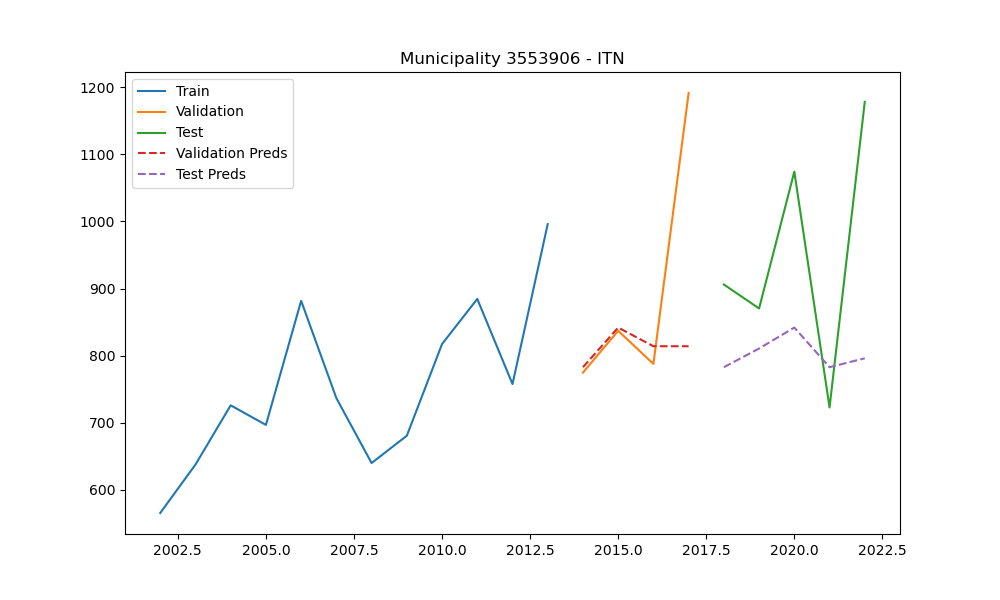 Municipality 3553906 - ITN
Train
Validation
Test
Validation Preds
Test Preds
1200
1100
1000
900
800
700
600
2002.5 2005.0 2007.5 2010.0 2012.5 2015.0 2017.5 2020.0 2022.5